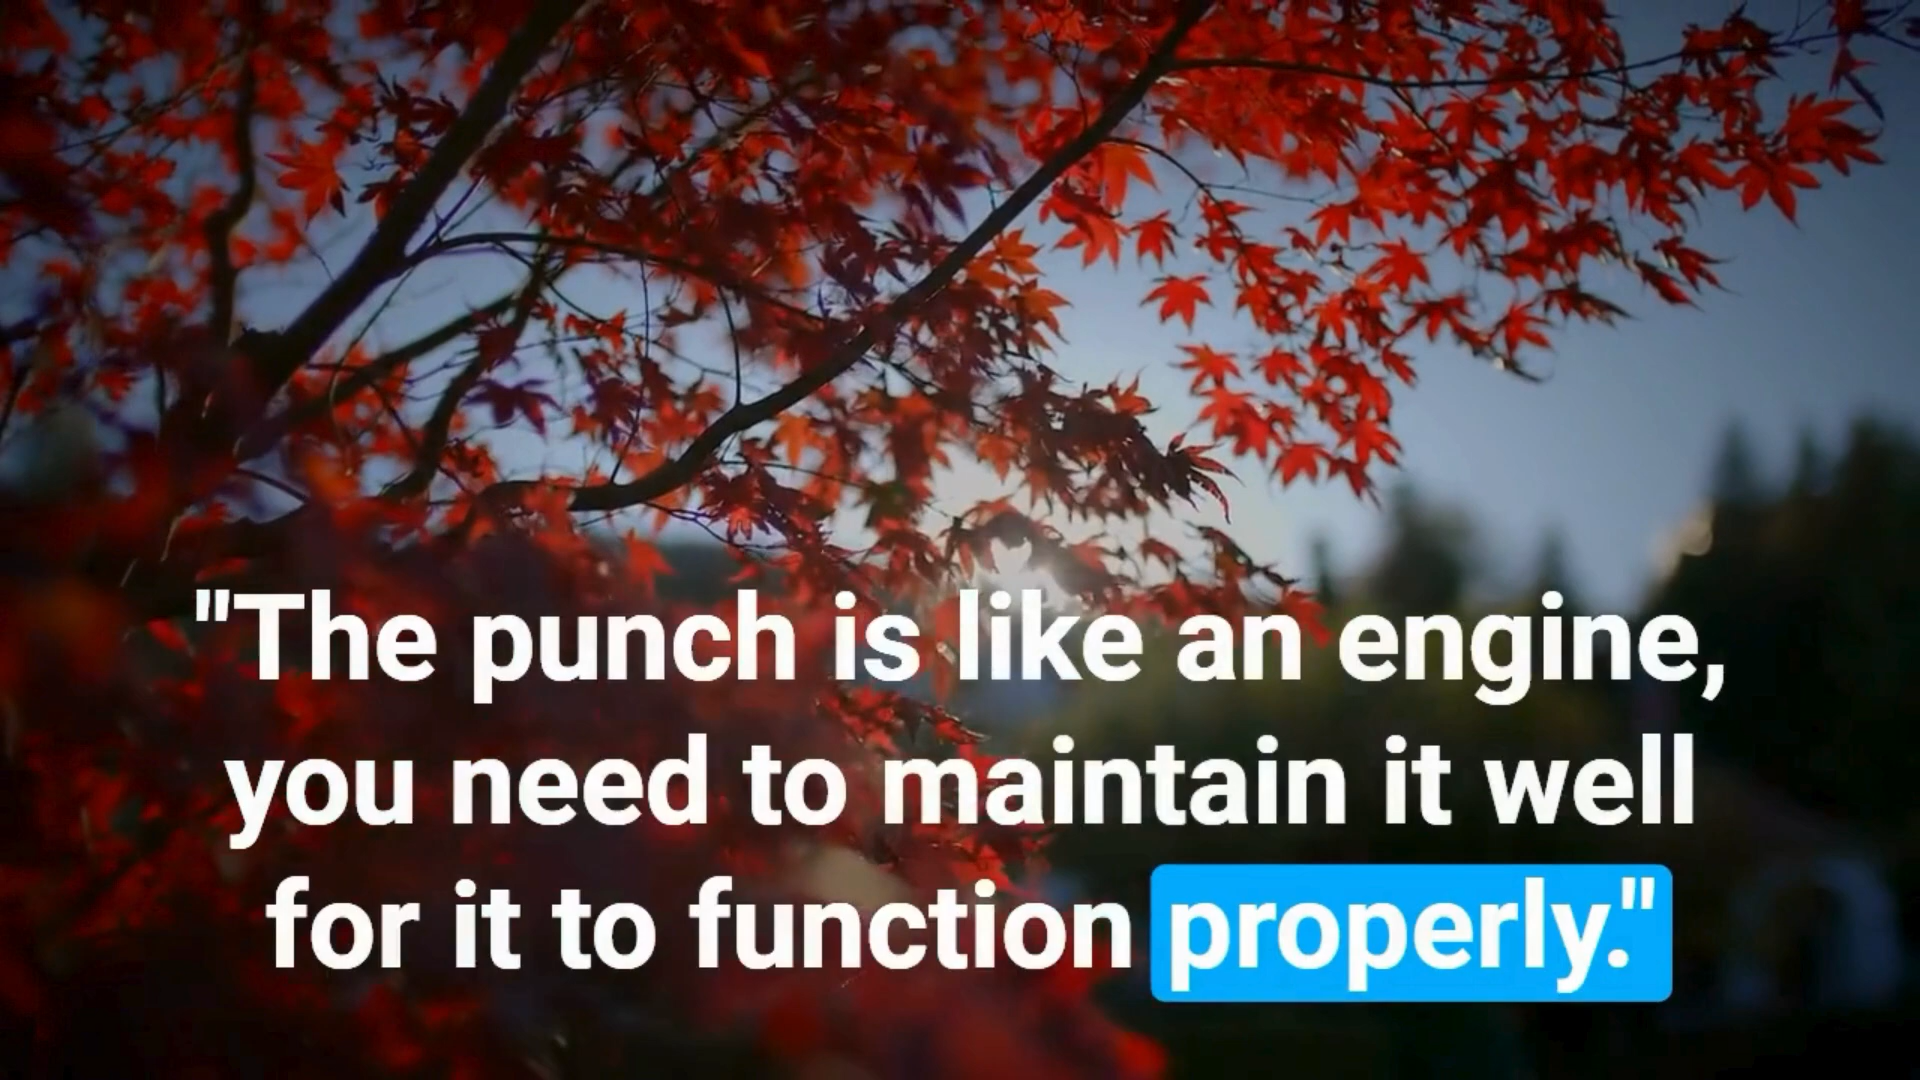 "The punch is like an engine,
you need to maintain it well
for it to function properly."